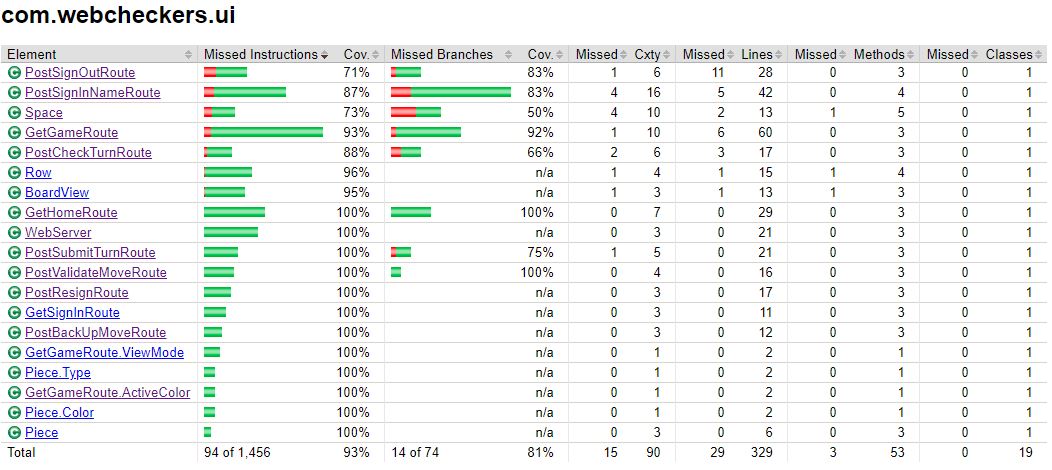 com.webcheckers.ui
Element Missed Instructions Cov. Missed Branches Cov. Missed Cxty Missed Lines Missed Methods Missed Classes
C PostSignOutRoute 71% 83% 1 6 11 28 0 3 0 1
C PostSignInNameRoute 87% 83% 4 16 5 42 0 4 0 1
C Space 73% 50% 4 10 2 13 1 5 0 1
C GetGameRoute 93% 92% 1 10 6 60 0 3 0 1
C PostCheckTurnRoute 88% 66% 2 6 3 17 0 3 0 1
C Row 96% n/a 1 4 1 15 1 4 0 1
C BoardView 95% n/a 1 3 1 13 1 3 0 1
C GetHomeRoute 100% 100% 0 7 0 29 0 3 0 1
C WebServer 100% n/a 0 3 0 21 0 3 0 1
C PostSubmitTurnRoute 100% 75% 1 5 0 21 0 3 0 1
C PostValidateMoveRoute 100% 100% 0 4 0 16 0 3 0 1
C PostResignRoute 100% n/a 0 3 0 17 0 3 0 1
C GetSignInRoute 100% n/a 0 3 0 11 0 3 0 1
C PostBackUpMoveRoute 100% n/a 0 3 0 12 0 3 0 1
C GetGameRoute.ViewMode 100% n/a 0 1 0 2 0 1 0 1
C Piece.Type 100% n/a 0 1 0 2 0 1 0 1
C GetGameRoute.ActiveColor 100% n/a 0 1 0 2 0 1 0 1
C Piece.Color 100% n/a 0 1 0 2 0 1 0 1
C Piece 100% n/a 0 3 0 6 0 3 0 1
Total 94 of 1,456 93% 14 of 74 81% 15 90 29 329 3 53 0 19